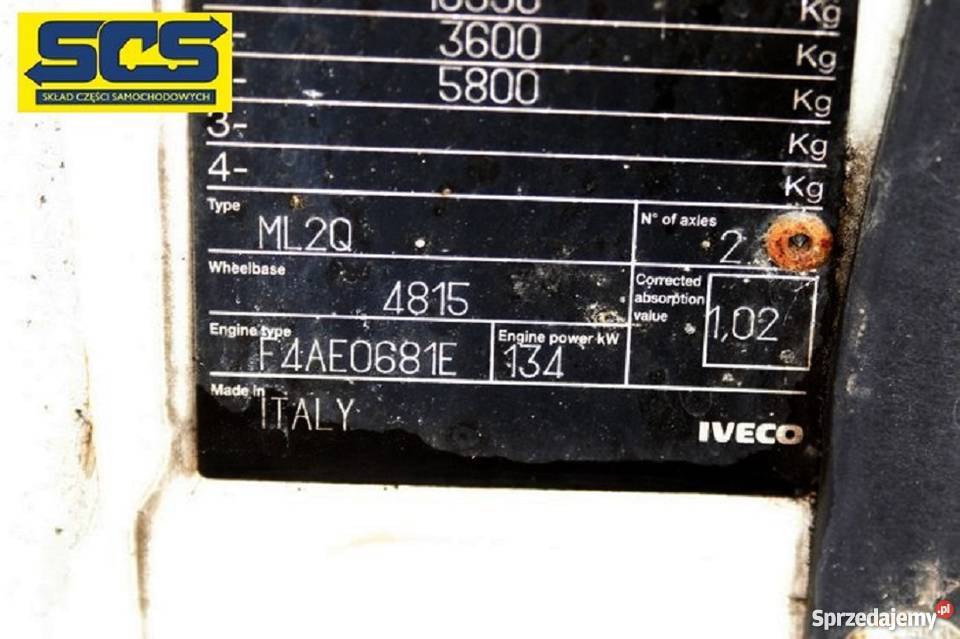 SCS
SKŁAD CZĘŚCI SAMOCHODOWYCH
Kg
- 3600 Kg
- 5800 Kg
3- Kg
4- Kg
Type
ML2Q
N° of axles
2
Wheelbase
4815
Corrected absorption value
1,02
Engine type
F4AE0681E
Engine power kW
134
Made in
ITALY
IVECO
Sprzedajemy.pl